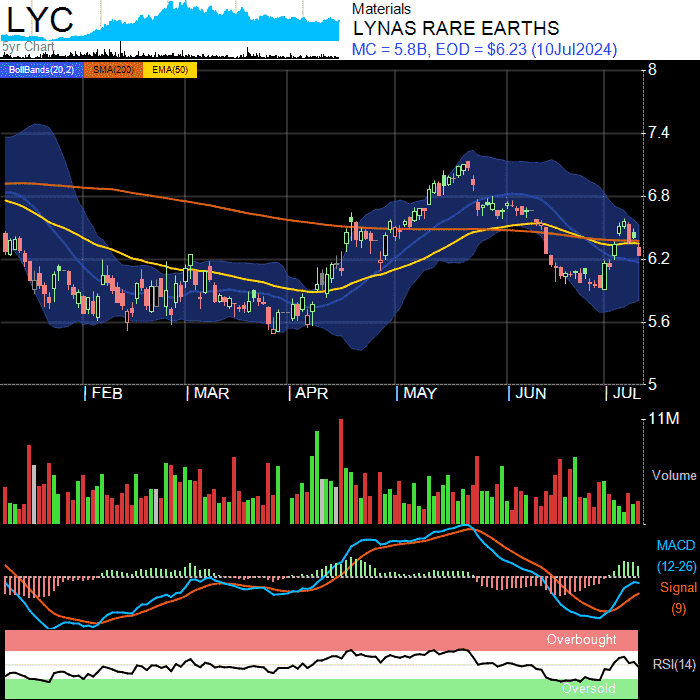 LYC
5yr Chart
Materials
LYNAS RARE EARTHS
MC = 5.8B, EOD = $6.23 (10Jul2024)
BollBands(20,2) SMA(200) EMA(50)
8
7.4
6.8
6.2
5.6
5
FEB MAR APR MAY JUN JUL
11M
Volume
MACD
(12-26)
Signal
(9)
Overbought
RSI(14)
Oversold